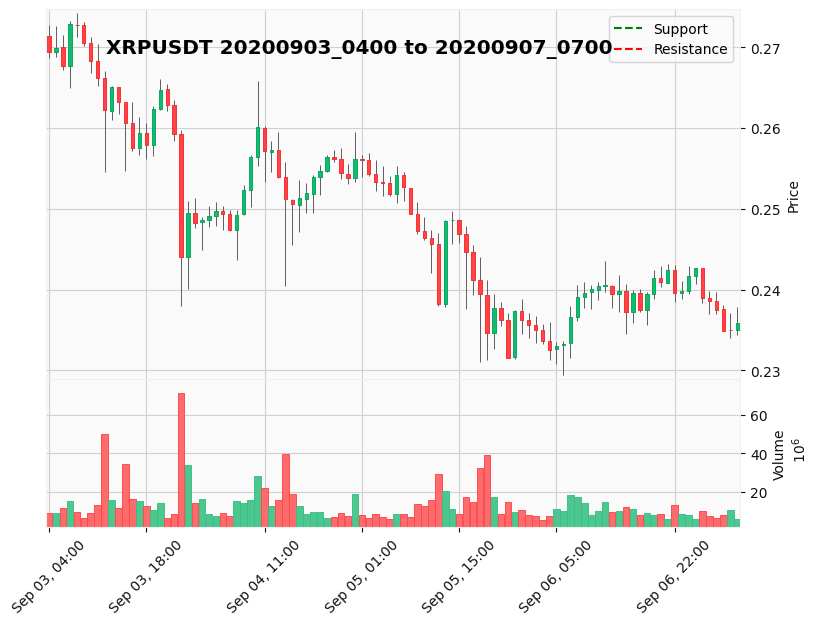 XRPUSDT 20200903_0400 to 20200907_0700
Support
Resistance
0.27
0.26
0.25
0.24
0.23
Price
60
40
20
Volume
10^6
Sep 03, 04:00
Sep 03, 18:00
Sep 04, 11:00
Sep 05, 01:00
Sep 05, 15:00
Sep 06, 05:00
Sep 06, 22:00